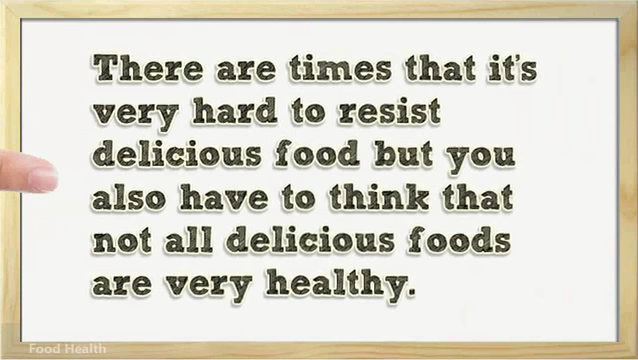 There are times that it's
very hard to resist
delicious food but you
also have to think that
not all delicious foods
are very healthy.
Food Health